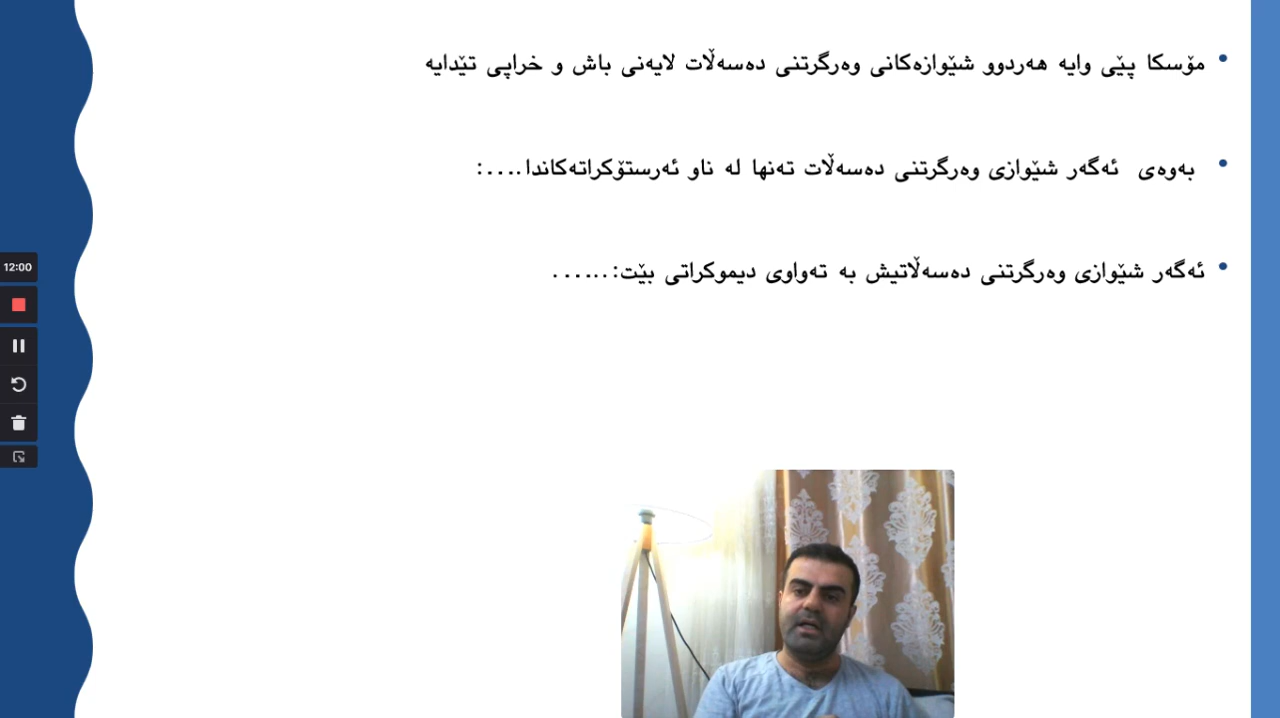 مۆسکا پێی وایە هەردوو شێوازەکانی وەرگرتنی دەسەڵات لایەنی باش و خراپی تێدایە
بەوەی ئەگەر شێوازی وەرگرتنی دەسەڵات تەنها لە ناو ئەرستۆکراتەکاندا....:
ئەگەر شێوازی وەرگرتنی دەسەڵاتیش بە تەواوی دیموکراتی بێت:......
12:00